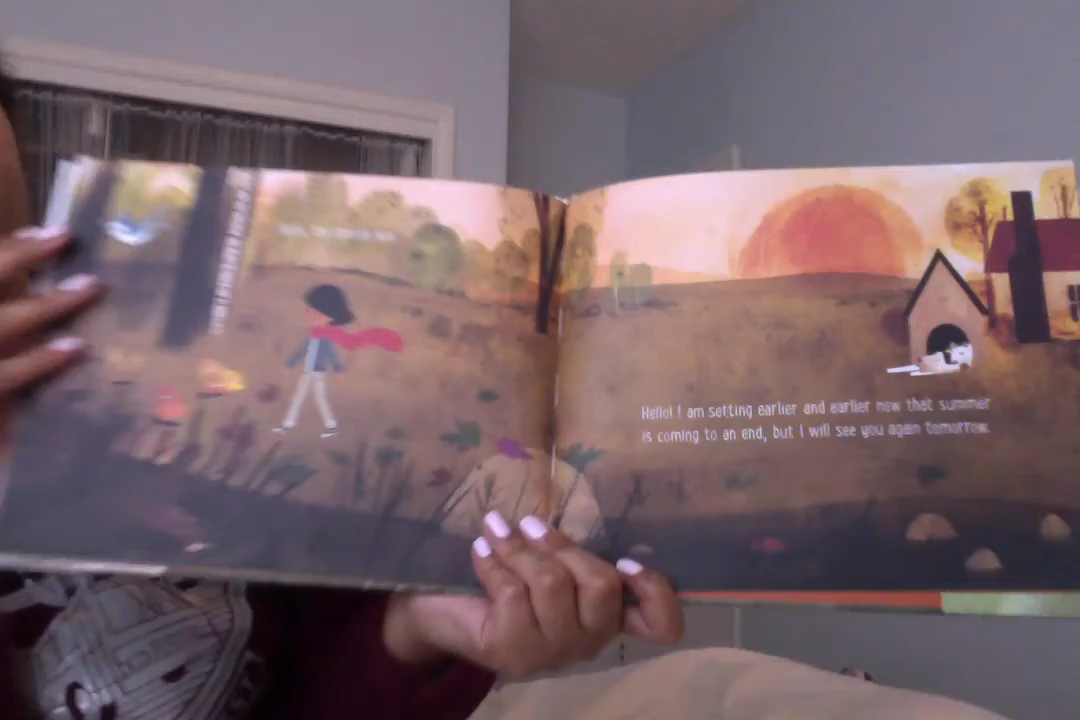 Hello! I am setting earlier and earlier now that summer
is coming to an end, but I will see you again tomorrow.